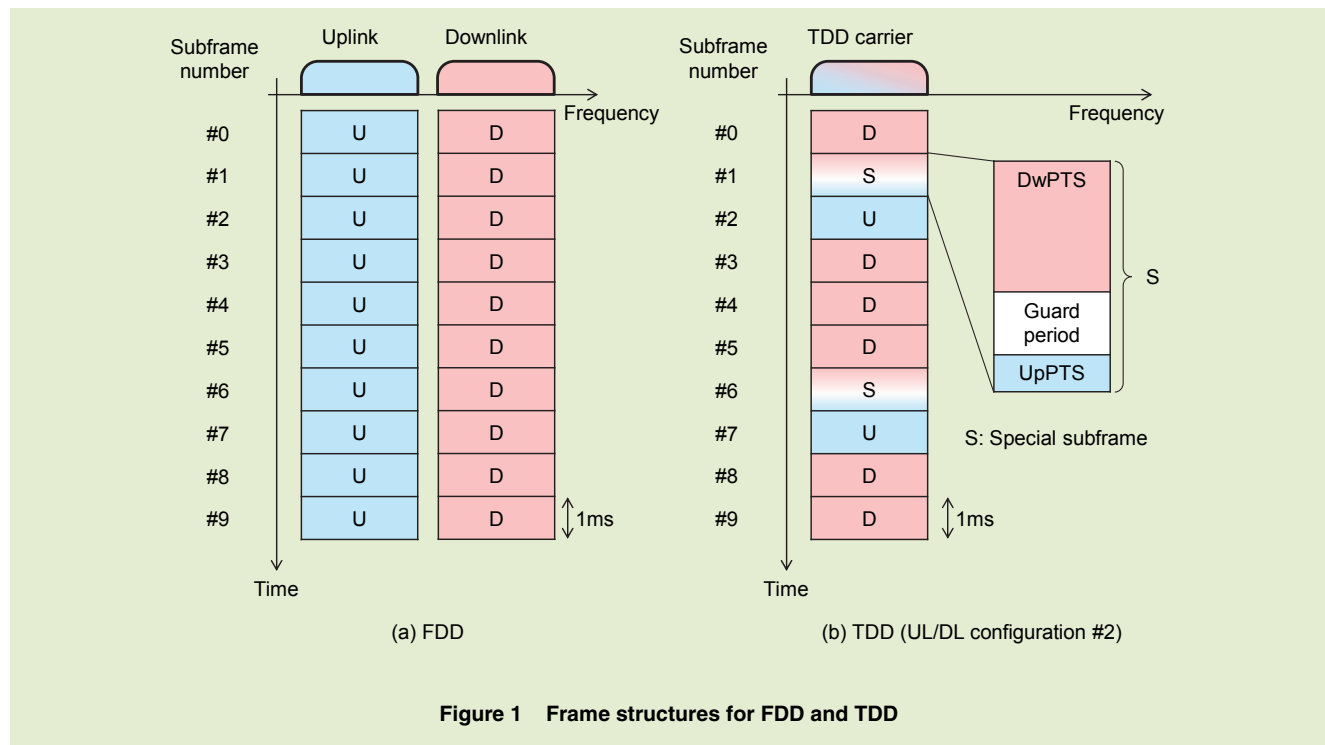 Subframe
number
Uplink
Downlink
Frequency
#0
U
D
#1
U
D
#2
U
D
#3
U
D
#4
U
D
#5
U
D
#6
U
D
#7
U
D
#8
U
D
#9
U
D
1ms
Time
(a) FDD
Subframe
number
TDD carrier
Frequency
#0
D
#1
S
#2
U
#3
D
#4
D
#5
D
#6
S
#7
U
#8
D
#9
D
1ms
Time
DwPTS
Guard
period
UpPTS
S
S: Special subframe
(b) TDD (UL/DL configuration #2)
Figure 1 Frame structures for FDD and TDD